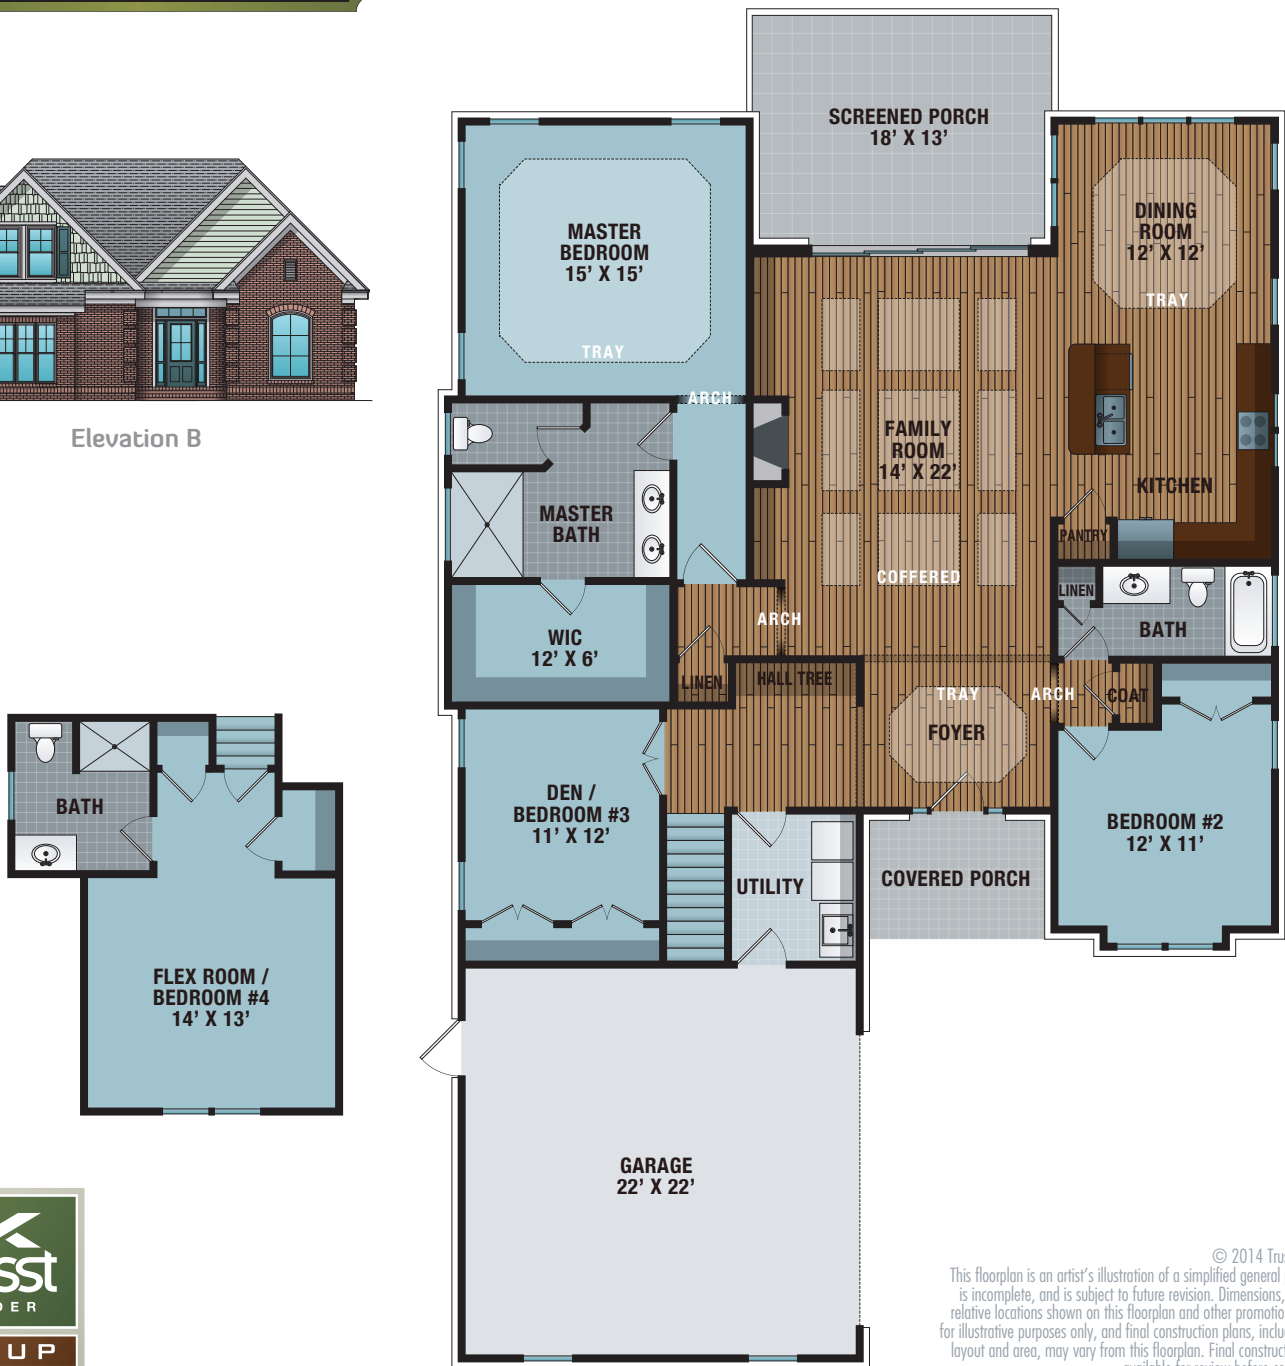 SCREENED PORCH
18' X 13'
MASTER
BEDROOM
15' X 15'
TRAY
DINING
ROOM
12' X 12'
TRAY
ARCH
FAMILY
ROOM
14' X 22'
COFFERED
KITCHEN
PANTRY
Elevation B
MASTER
BATH
WIC
12' X 6'
ARCH
LINEN
BATH
LINEN
HALL TREE
TRAY
FOYER
ARCH
COAT
DEN /
BEDROOM #3
11' X 12'
UTILITY
COVERED PORCH
BEDROOM #2
12' X 11'
BATH
FLEX ROOM /
BEDROOM #4
14' X 13'
GARAGE
22' X 22'
© 2014
This floorplan is an artist's illustration of a simplified general
is incomplete, and is subject to future revision. Dimensions,
relative locations shown on this floorplan and other
for illustrative purposes only, and final construction plans,
layout and area, may vary from this floorplan. Final